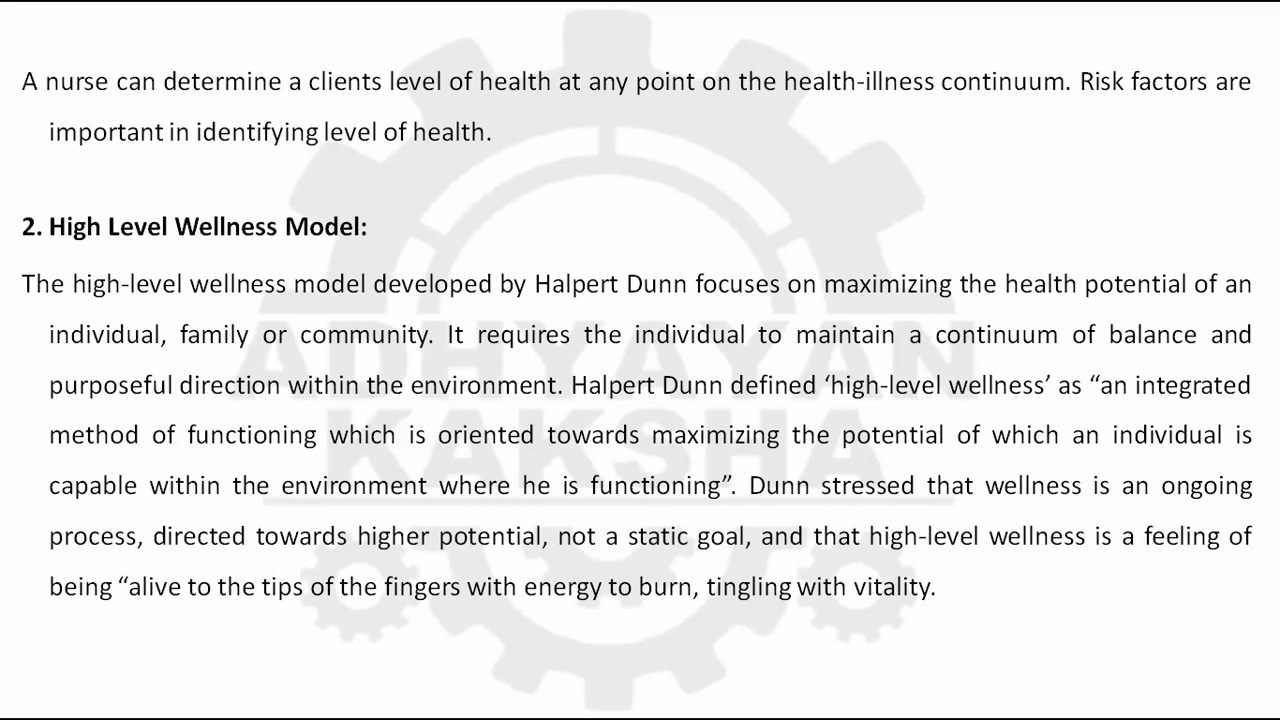 A nurse can determine a clients level of health at any point on the health-illness continuum. Risk factors are
important in identifying level of health.
2. High Level Wellness Model:
The high-level wellness model developed by Halpert Dunn focuses on maximizing the health potential of an
individual, family or community. It requires the individual to maintain a continuum of balance and
purposeful direction within the environment. Halpert Dunn defined ‘high-level wellness’ as “an integrated
method of functioning which is oriented towards maximizing the potential of which an individual is
capable within the environment where he is functioning”. Dunn stressed that wellness is an ongoing
process, directed towards higher potential, not a static goal, and that high-level wellness is a feeling of
being “alive to the tips of the fingers with energy to burn, tingling with vitality.
ADHYAYAN
KAKSHA